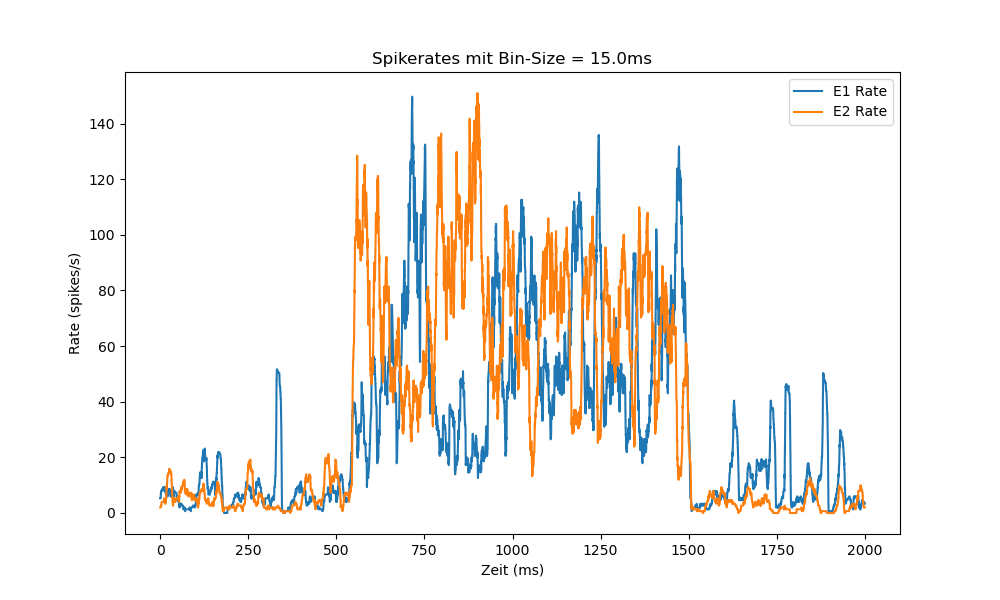 Spikerates mit Bin-Size = 15.0ms
E1 Rate
E2 Rate
Rate (spikes/s)
140
120
100
80
60
40
20
0
0 250 500 750 1000 1250 1500 1750 2000
Zeit (ms)